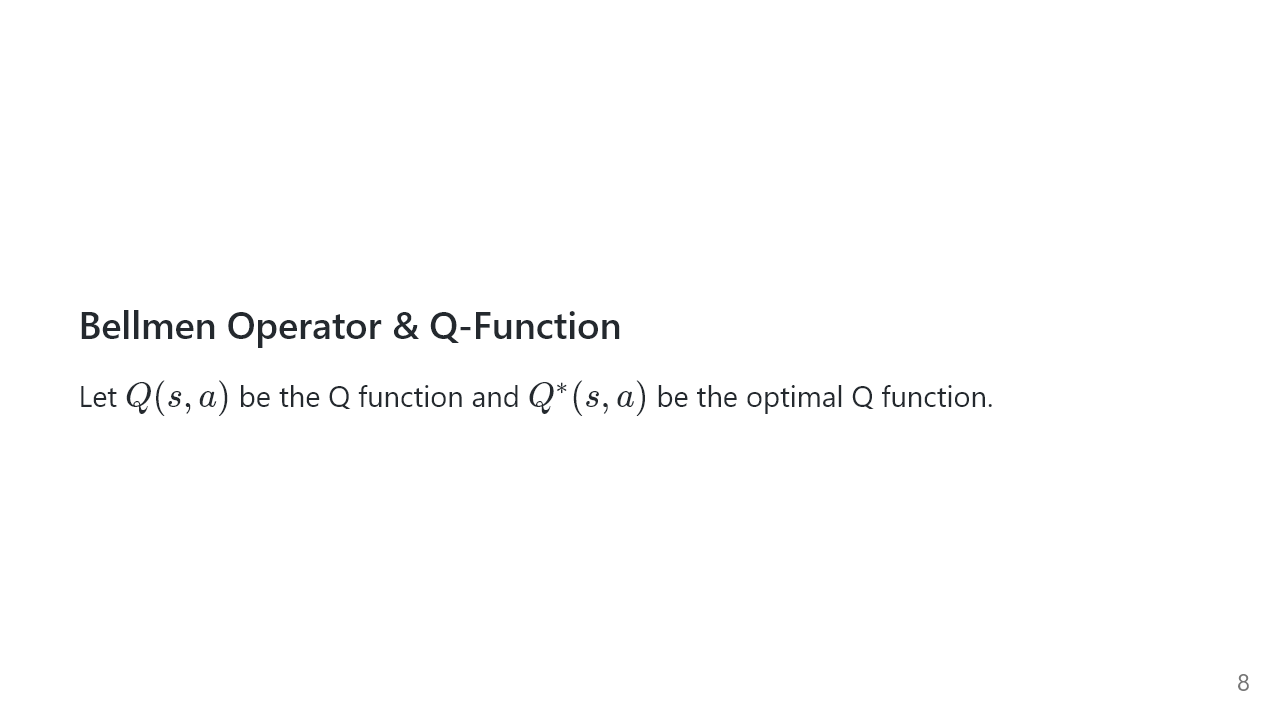 Bellmen Operator & Q-Function
Let Q(s, a) be the Q function and Q*(s, a) be the optimal Q function.
8